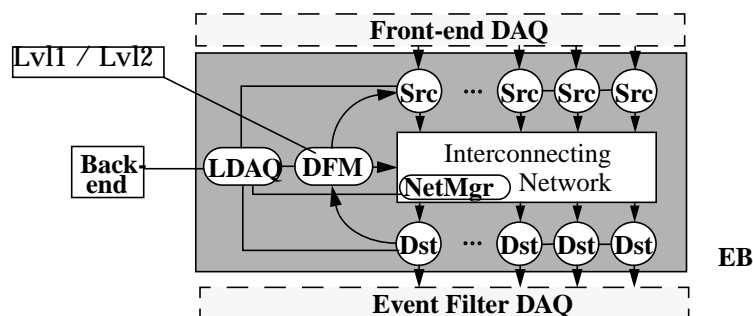 Front-end DAQ
Lvl1 / Lvl2
Src ... Src Src Src
Back-
end
LDAQ
DFM
Interconnecting
Network
NetMgr
Dst ... Dst Dst Dst
EB
Event Filter DAQ